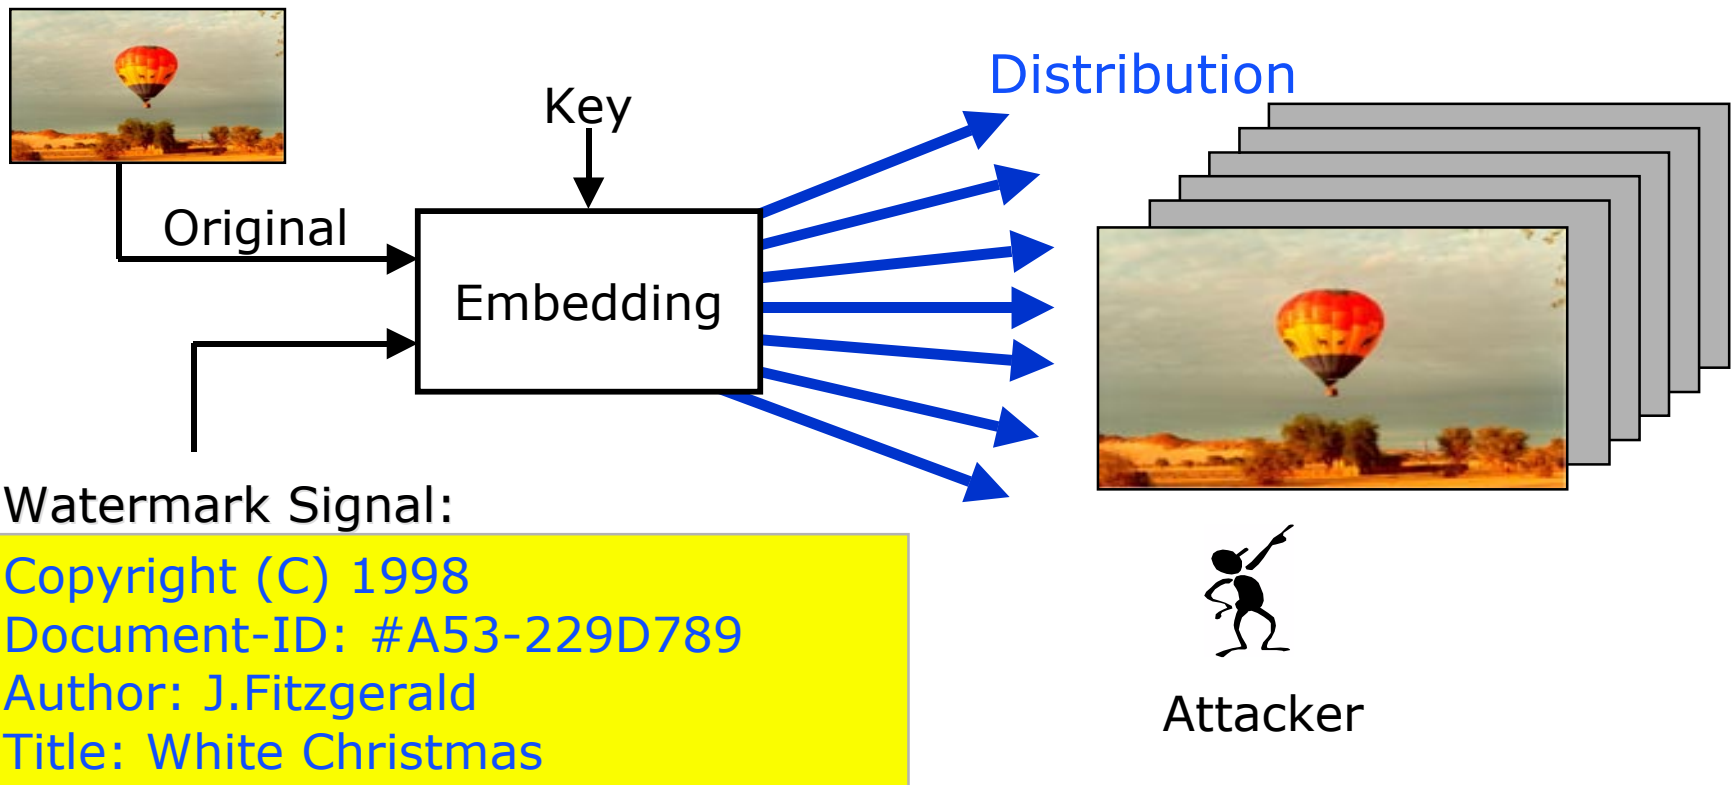 Distribution
Key
Original
Embedding
Watermark Signal:
Copyright (C) 1998
Document-ID: #A53-229D789
Author: J.Fitzgerald
Title: White Christmas
Attacker